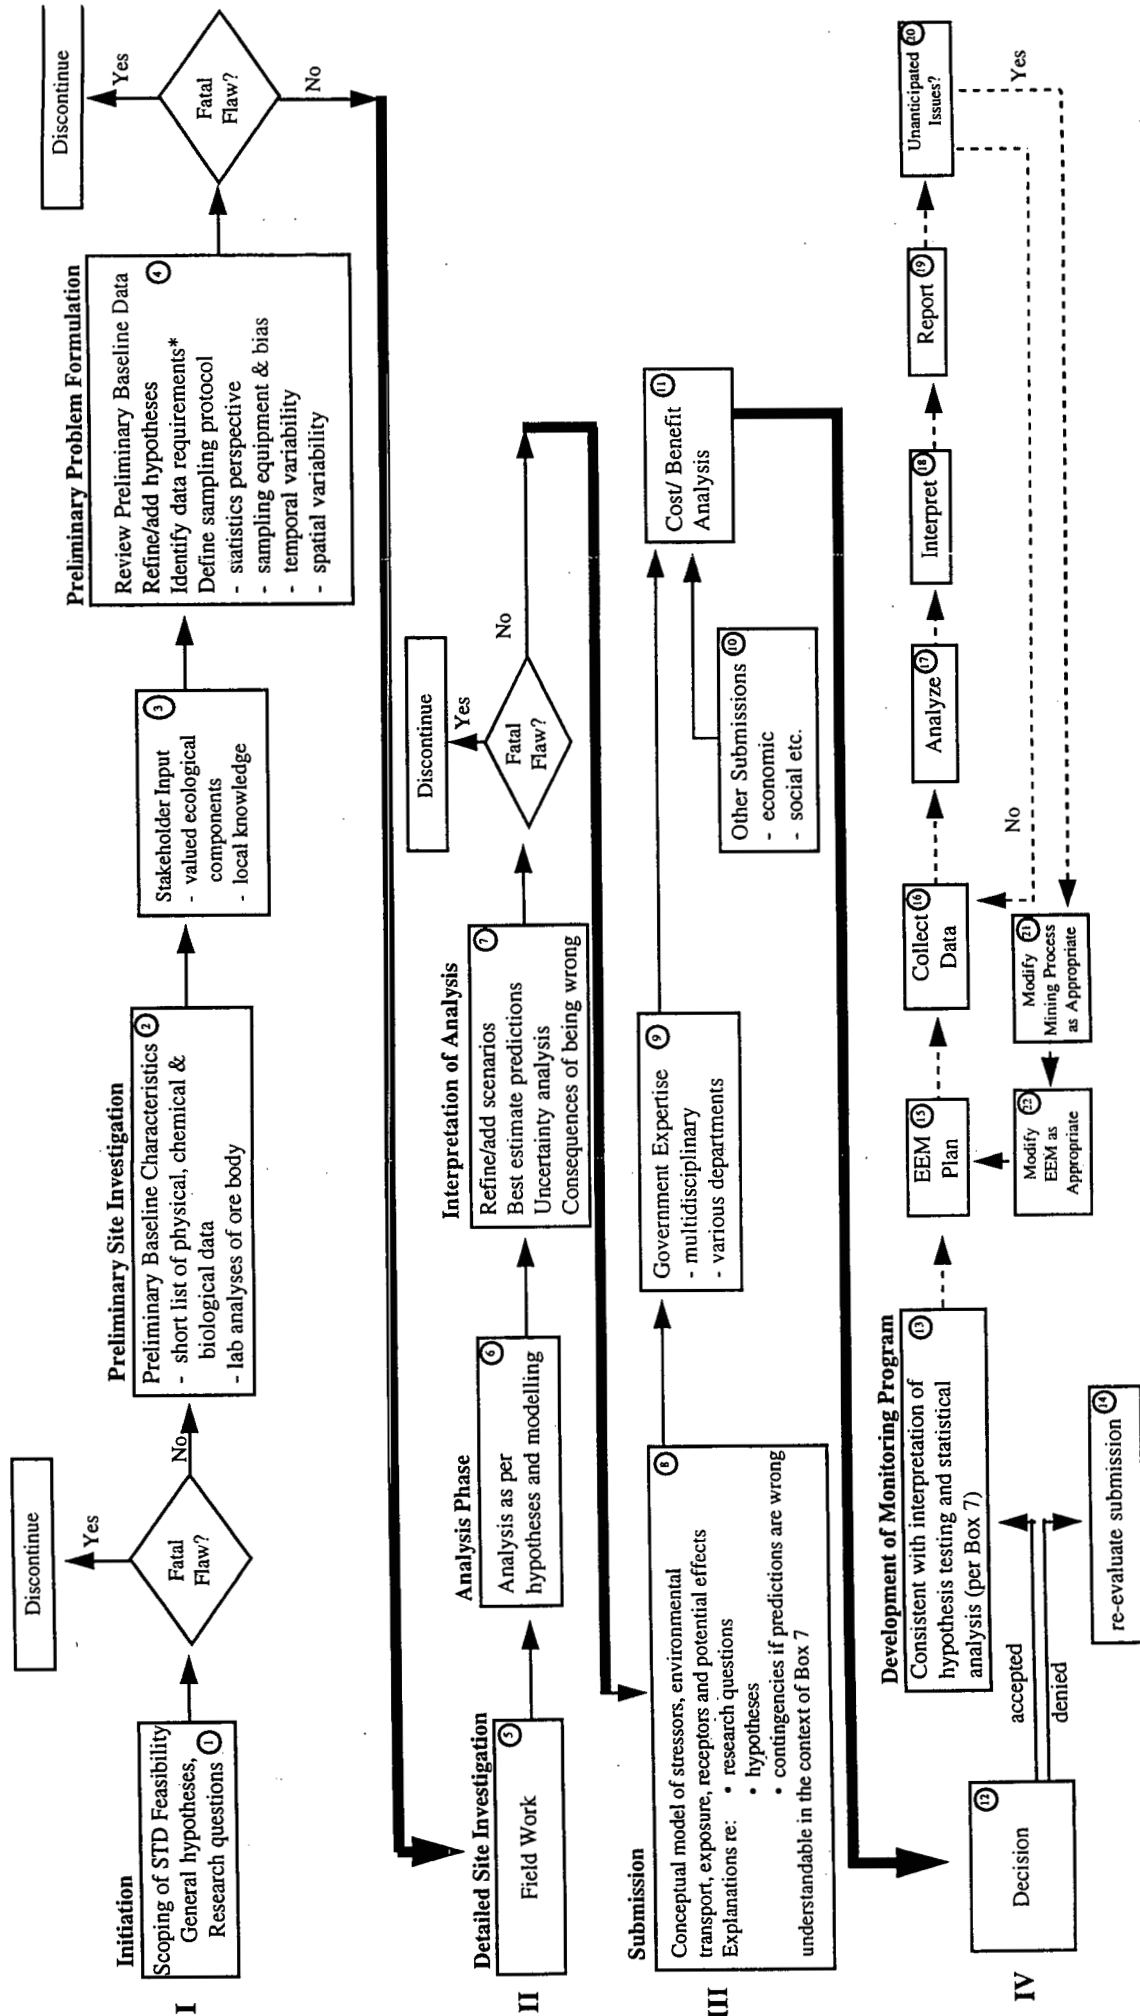 I
Initiation
Scoping of STD Feasibility
General hypotheses,
Research questions
1
Fatal
Flaw?
Yes
Discontinue
No
Preliminary Site Investigation
Preliminary Baseline Characteristics
2
- short list of physical, chemical &
biological data
- lab analyses of ore body
Stakeholder Input
3
- valued ecological
components
- local knowledge
Preliminary Problem Formulation
Review Preliminary Baseline Data
Refine/add hypotheses
4
Identify data requirements*
Define sampling protocol
- statistics perspective
- sampling equipment & bias
- temporal variability
- spatial variability
Fatal
Flaw?
Yes
Discontinue
No
II
Detailed Site Investigation
Field Work
5
Analysis Phase
6
Analysis as per
hypotheses and modelling
Interpretation of Analysis
7
Refine/add scenarios
Best estimate predictions
Uncertainty analysis
Consequences of being wrong
Fatal
Flaw?
Yes
Discontinue
No
III
Submission
8
Conceptual model of stressors, environmental
transport, exposure, receptors and potential effects
Explanations re: • research questions
• hypotheses
• contingencies if predictions are wrong
understandable in the context of Box 7
Government Expertise
9
- multidisciplinary
- various departments
Other Submissions
10
- economic
- social etc.
Cost/ Benefit
Analysis
11
IV
Decision
12
accepted
denied
Development of Monitoring Program
Consistent with interpretation of
13
hypothesis testing and statistical
analysis (per Box 7)
re-evaluate submission
14
EEM
Plan
15
Collect
Data
16
Analyze
17
Interpret
18
Report
19
Unanticipated
Issues?
20
No
Yes
Modify
21
Mining Process
as Appropriate
Modify
22
EEM as
Appropriate